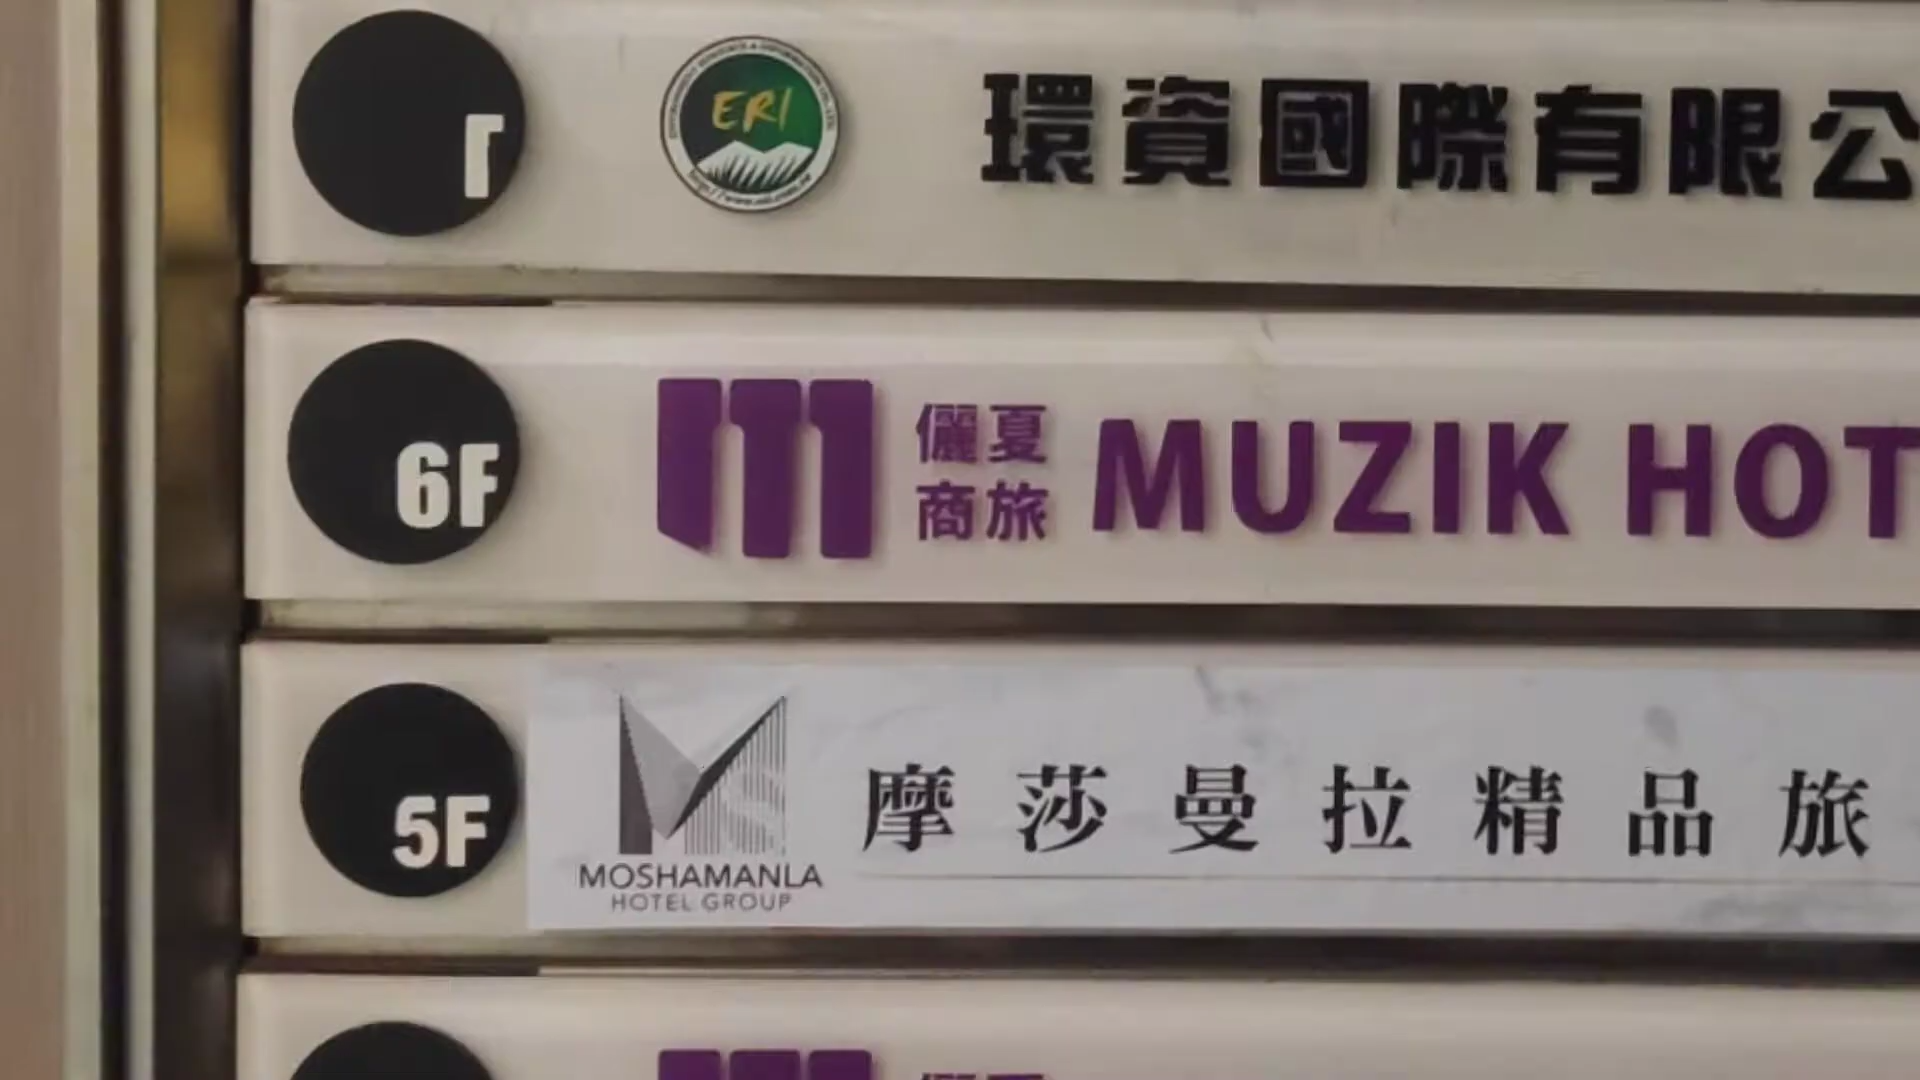 ERI
環資國際有限公
6F
儷夏
商旅
MUZIK HOT
5F
MOSHAMANLA
HOTEL GROUP
摩莎曼拉精品旅